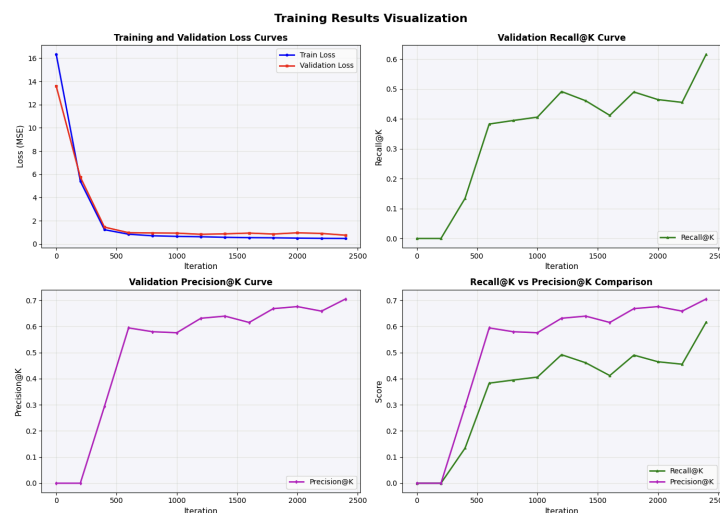 Training Results Visualization
Training and Validation Loss Curves
Loss (MSE)
16
14
12
10
8
6
4
2
0
Train Loss
Validation Loss
0 500 1000 1500 2000 2500
Iteration
Validation Recall@K Curve
Recall@K
0.6
0.5
0.4
0.3
0.2
0.1
0.0
Recall@K
0 500 1000 1500 2000 2500
Iteration
Validation Precision@K Curve
Precision@K
0.7
0.6
0.5
0.4
0.3
0.2
0.1
0.0
Precision@K
0 500 1000 1500 2000 2500
Iteration
Recall@K vs Precision@K Comparison
Score
0.7
0.6
0.5
0.4
0.3
0.2
0.1
0.0
Recall@K
Precision@K
0 500 1000 1500 2000 2500
Iteration